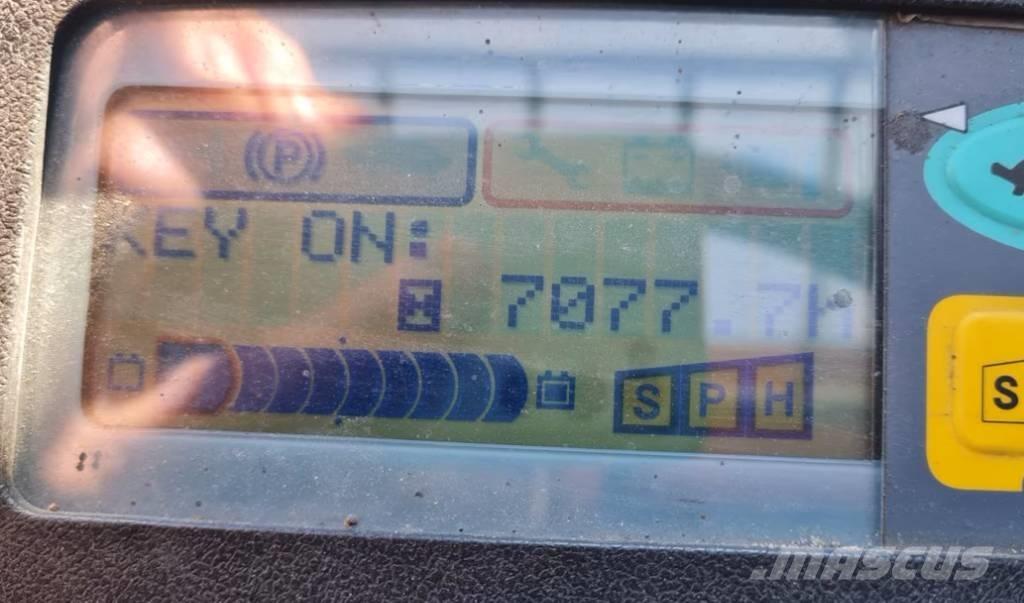 P
KEY ON:
7077.7H
S P H
S
MASCUS